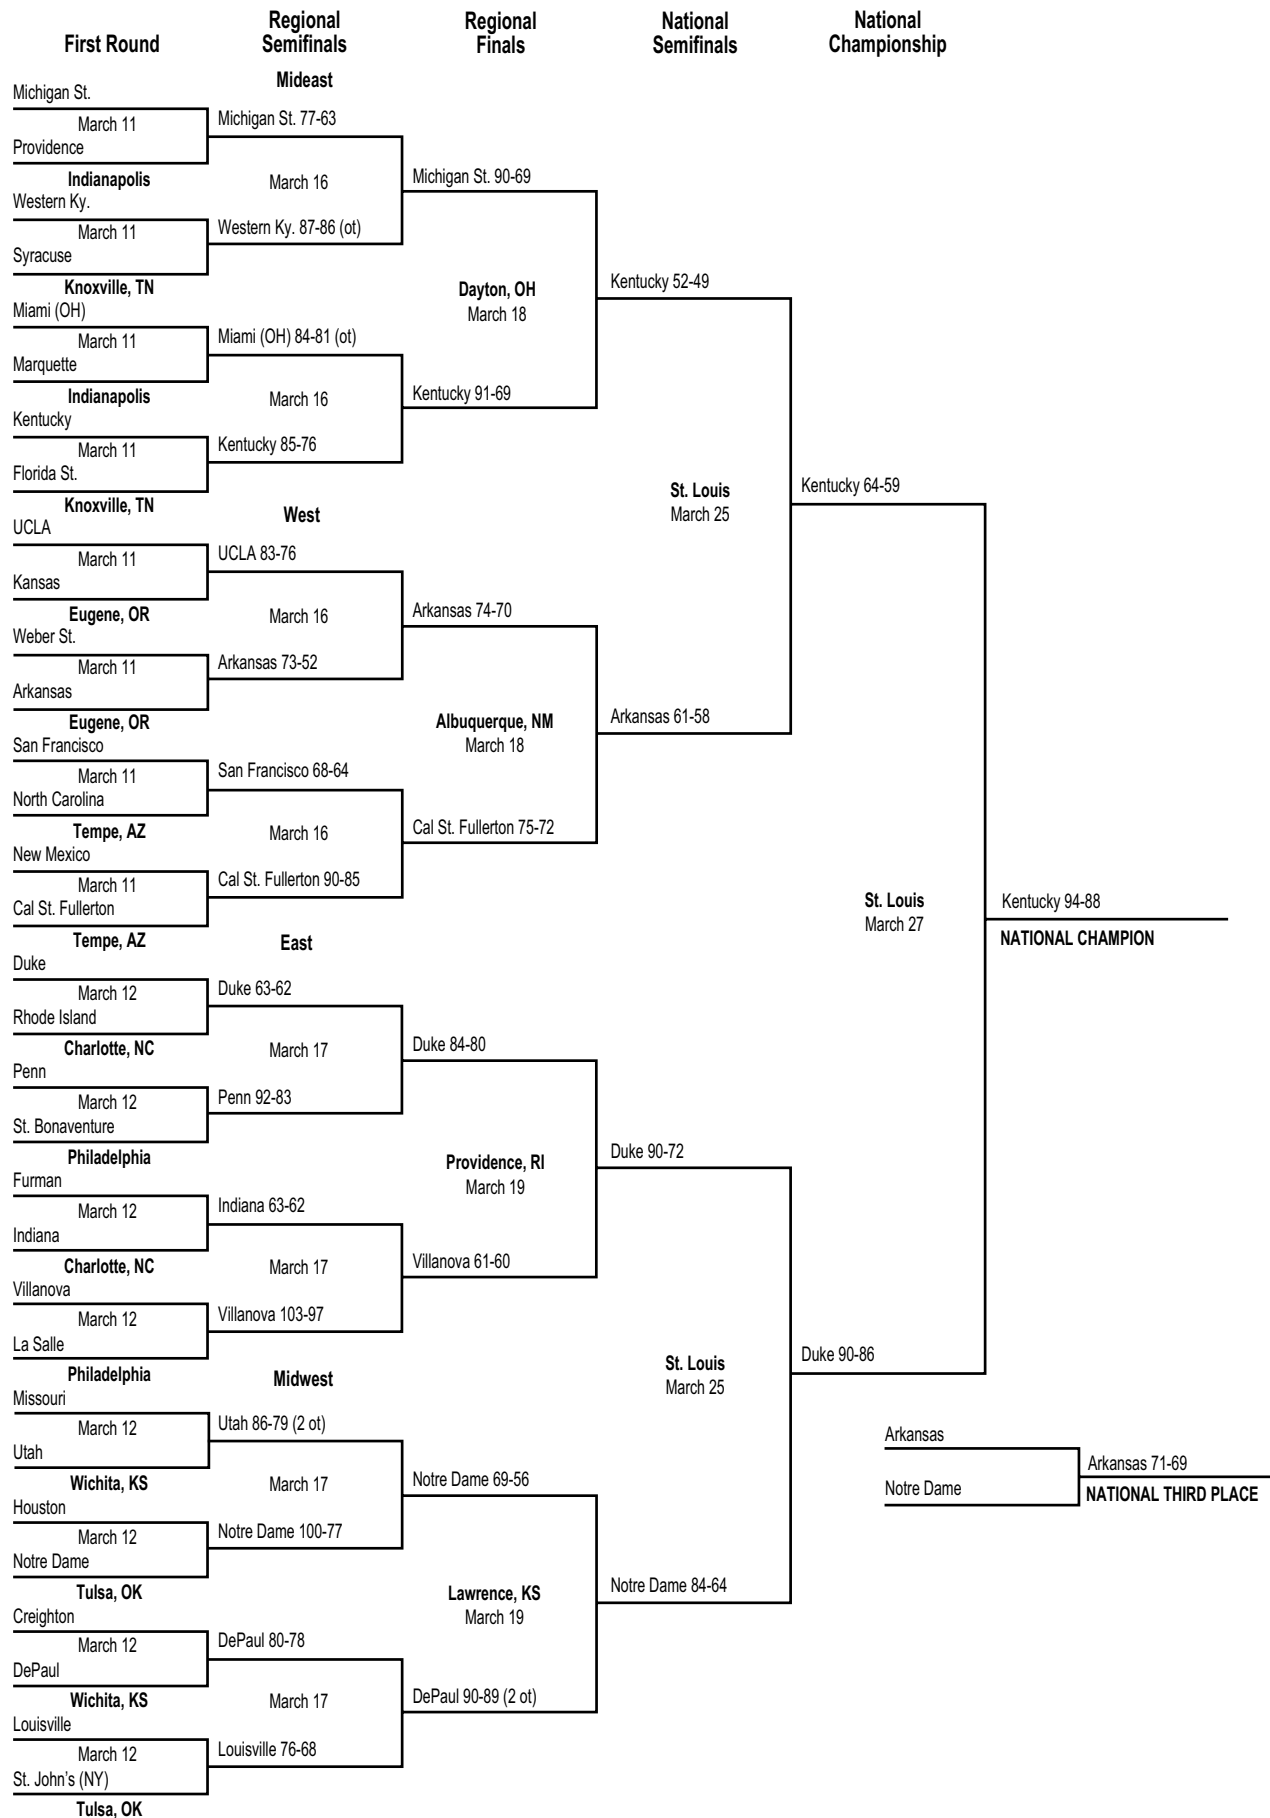 First Round
Regional
Semifinals
Regional
Finals
National
Semifinals
National
Championship
Mideast
Michigan St.
March 11
Providence
Indianapolis
Western Ky.
March 11
Syracuse
Knoxville, TN
Miami (OH)
March 11
Marquette
Indianapolis
Kentucky
March 11
Florida St.
Knoxville, TN
Michigan St. 77-63
March 16
Western Ky. 87-86 (ot)
Miami (OH) 84-81 (ot)
March 16
Kentucky 85-76
Michigan St. 90-69
Dayton, OH
March 18
Kentucky 91-69
Kentucky 52-49
West
UCLA
March 11
Kansas
Eugene, OR
Weber St.
March 11
Arkansas
Eugene, OR
San Francisco
March 11
North Carolina
Tempe, AZ
New Mexico
March 11
Cal St. Fullerton
Tempe, AZ
UCLA 83-76
March 16
Arkansas 73-52
San Francisco 68-64
March 16
Cal St. Fullerton 90-85
Arkansas 74-70
Albuquerque, NM
March 18
Cal St. Fullerton 75-72
Arkansas 61-58
St. Louis
March 25
Kentucky 64-59
East
Duke
March 12
Rhode Island
Charlotte, NC
Penn
March 12
St. Bonaventure
Philadelphia
Furman
March 12
Indiana
Charlotte, NC
Villanova
March 12
La Salle
Philadelphia
Duke 63-62
March 17
Penn 92-83
Indiana 63-62
March 17
Villanova 103-97
Duke 84-80
Providence, RI
March 19
Villanova 61-60
Duke 90-72
Midwest
Missouri
March 12
Utah
Wichita, KS
Houston
March 12
Notre Dame
Tulsa, OK
Creighton
March 12
DePaul
Wichita, KS
Louisville
March 12
St. John's (NY)
Tulsa, OK
Utah 86-79 (2 ot)
March 17
Notre Dame 100-77
DePaul 80-78
March 17
Louisville 76-68
Notre Dame 69-56
Lawrence, KS
March 19
DePaul 90-89 (2 ot)
Notre Dame 84-64
St. Louis
March 25
Duke 90-86
St. Louis
March 27
Kentucky 94-88
NATIONAL CHAMPION
Arkansas
Notre Dame
Arkansas 71-69
NATIONAL THIRD PLACE